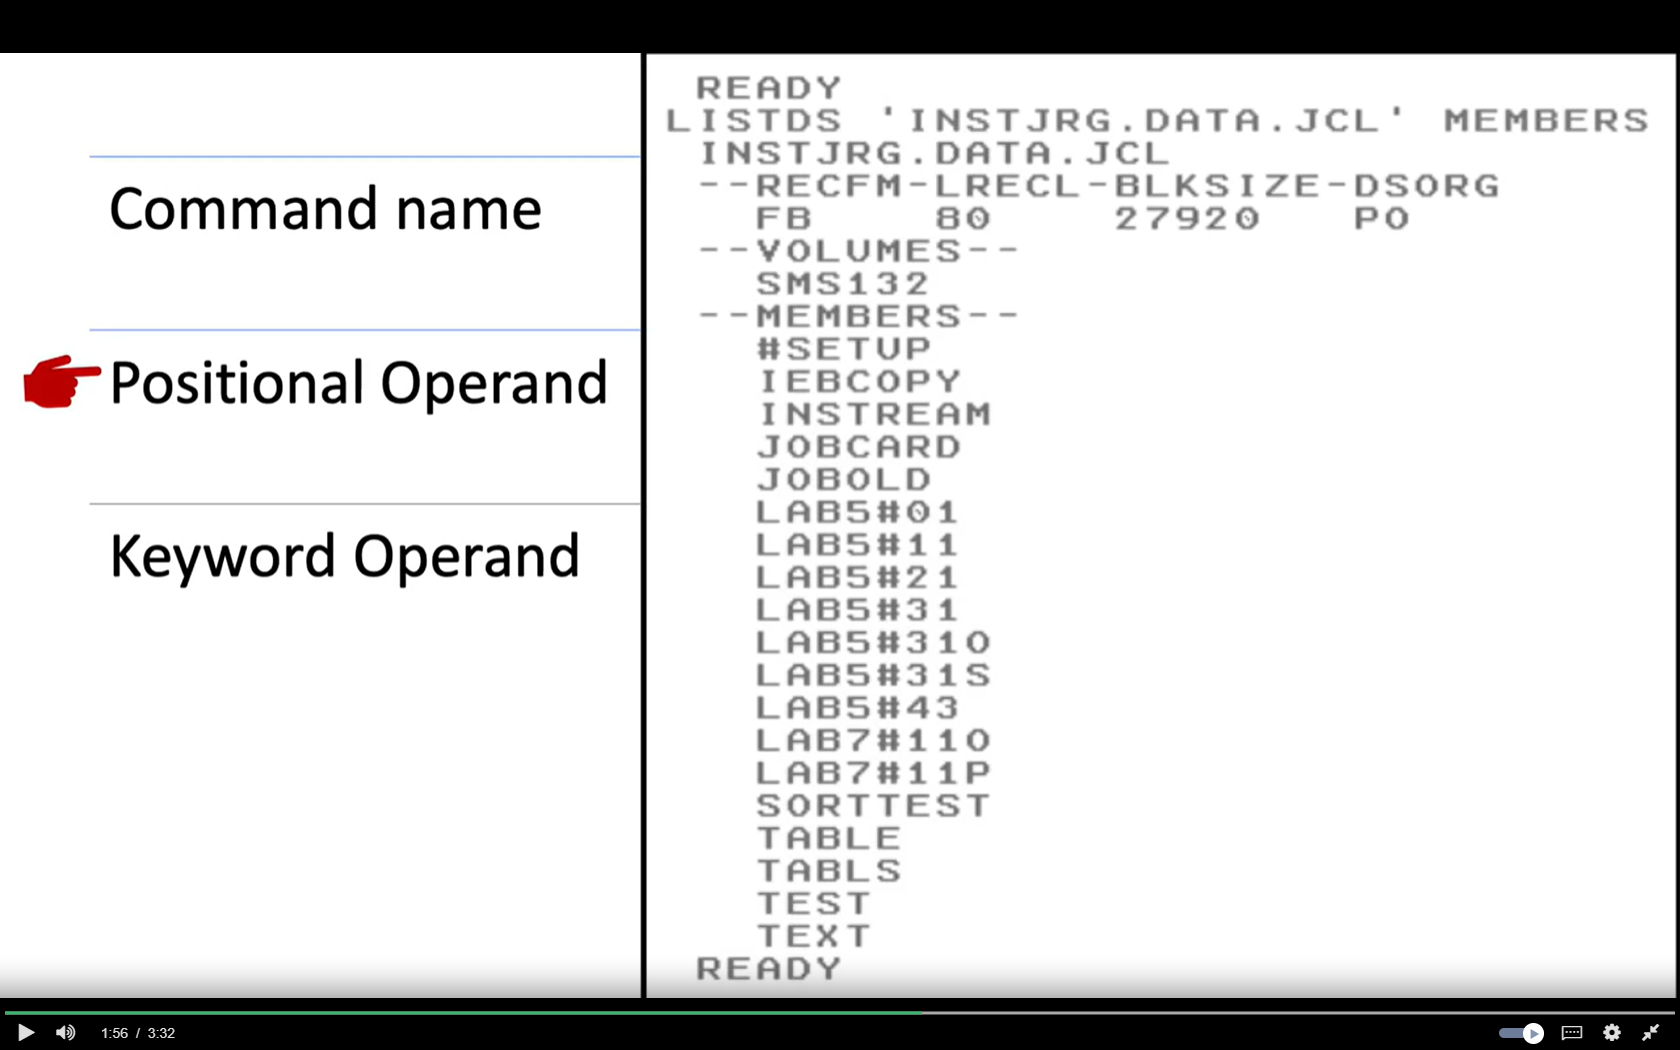 Command name
Positional Operand
Keyword Operand
READY
LISTDS 'INSTJRG.DATA.JCL' MEMBERS
INSTJRG.DATA.JCL
--RECFM-LRECL-BLKSIZE-DSORG
FB 80 27920 PO
--VOLUMES--
SMS132
--MEMBERS--
#SETUP
IEBCOPY
INSTREAM
JOBCARD
JOBOLD
LAB5#01
LAB5#11
LAB5#21
LAB5#31
LAB5#31O
LAB5#31S
LAB5#43
LAB7#11O
LAB7#11P
SORTTEST
TABLE
TABLS
TEST
TEXT
READY
1:56 / 3:32